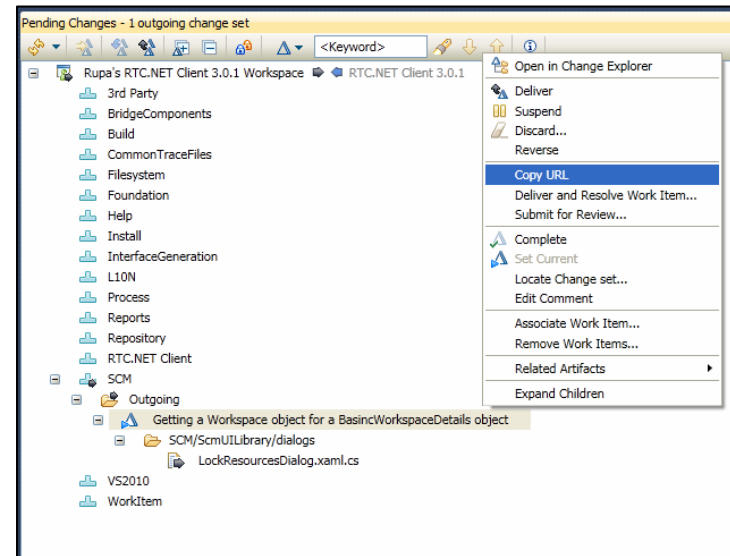 Pending Changes - 1 outgoing change set
<Keyword>
Rupa's RTC.NET Client 3.0.1 Workspace RTC.NET Client 3.0.1
3rd Party
BridgeComponents
Build
CommonTraceFiles
Filesystem
Foundation
Help
Install
InterfaceGeneration
L10N
Process
Reports
Repository
RTC.NET Client
SCM
Outgoing
Getting a Workspace object for a BasincWorkspaceDetails object
SCM/ScmUILibrary/dialogs
LockResourcesDialog.xaml.cs
VS2010
WorkItem
Open in Change Explorer
Deliver
Suspend
Discard...
Reverse
Copy URL
Deliver and Resolve Work Item...
Submit for Review...
Complete
Set Current
Locate Change set...
Edit Comment
Associate Work Item...
Remove Work Items...
Related Artifacts
Expand Children